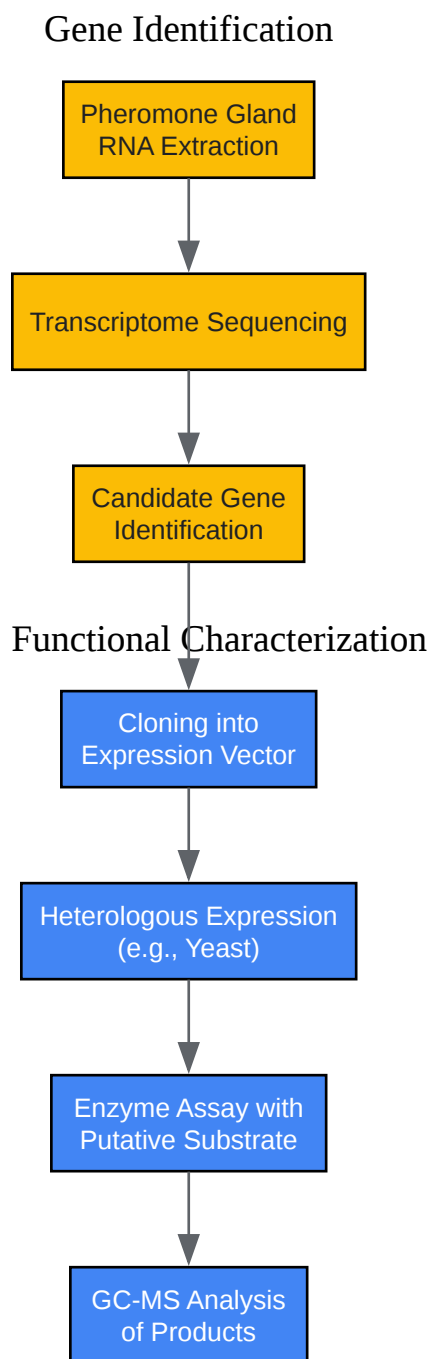 Gene Identification
Pheromone Gland
RNA Extraction
Transcriptome Sequencing
Candidate Gene
Identification
Functional Characterization
Cloning into
Expression Vector
Heterologous Expression
(e.g., Yeast)
Enzyme Assay with
Putative Substrate
GC-MS Analysis
of Products